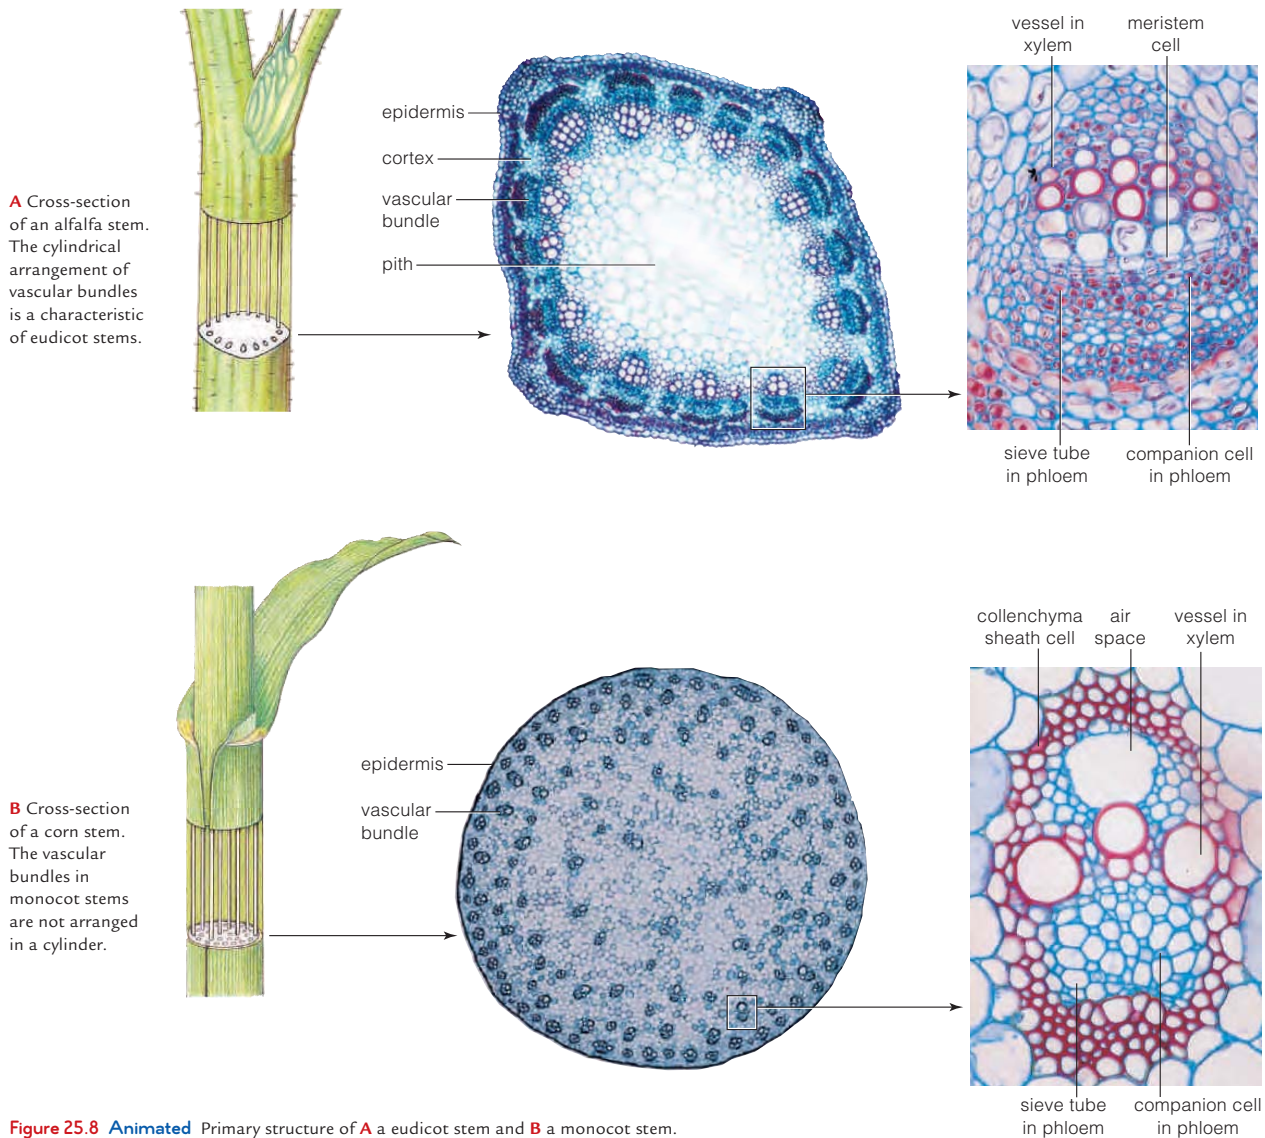 vessel in
xylem
meristem
cell
epidermis
cortex
vascular
bundle
pith
A Cross-section
of an alfalfa stem.
The cylindrical
arrangement of
vascular bundles
is a characteristic
of eudicot stems.
sieve tube
in phloem
companion cell
in phloem
collenchyma
sheath cell
air
space
vessel in
xylem
epidermis
vascular
bundle
B Cross-section
of a corn stem.
The vascular
bundles in
monocot stems
are not arranged
in a cylinder.
sieve tube
in phloem
companion cell
in phloem
Figure 25.8 Animated Primary structure of A a eudicot stem and B a monocot stem.